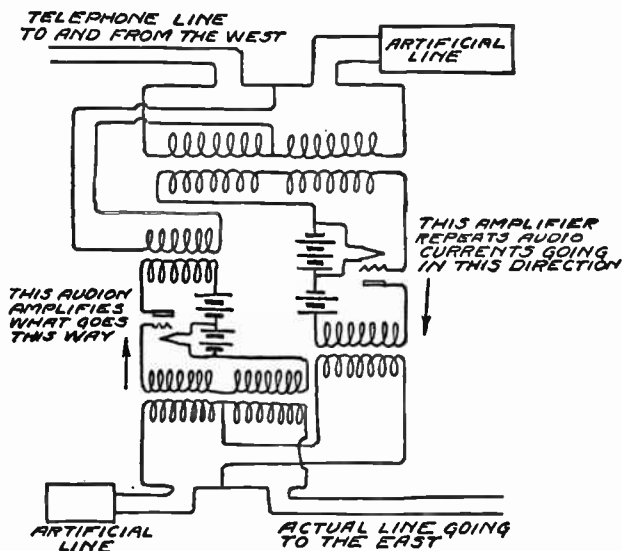 TELEPHONE LINE
TO AND FROM THE WEST
ARTIFICIAL
LINE
THIS AMPLIFIER
REPEATS AUDIO
CURRENTS GOING
IN THIS DIRECTION
THIS AUDION
AMPLIFIES
WHAT GOES
THIS WAY
ARTIFICIAL
LINE
ACTUAL LINE GOING
TO THE EAST